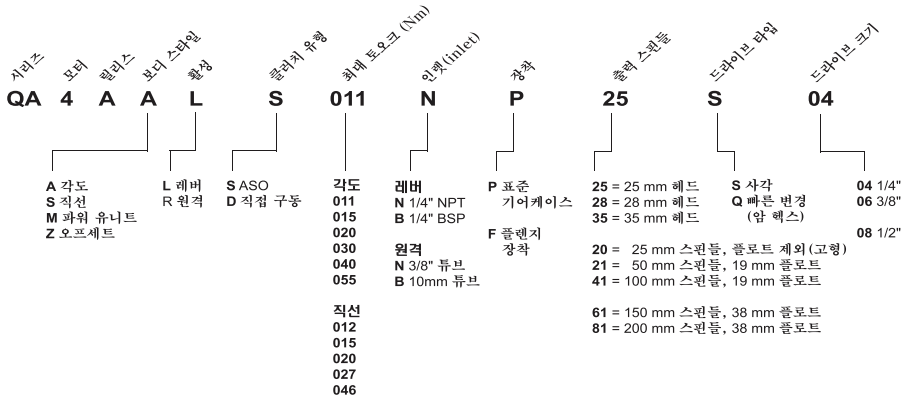 시리즈 모터 릴리스 보디 스타일 활성 클러치 유형 최대 토오크 (Nm) 인렛(inlet) 장착 출력 스핀들 드라이브 타입 드라이브 크기
QA 4 A A L S 011 N P 25 S 04
A 각도
S 직선
M 파워 유니트
Z 오프세트
L 레버
R 원격
S ASO
D 직접 구동
각도
011
015
020
030
040
055
직선
012
015
020
027
046
레버
N 1/4" NPT
B 1/4" BSP
원격
N 3/8" 튜브
B 10mm 튜브
P 표준
기어케이스
F 플렌지
장착
25 = 25 mm 헤드
28 = 28 mm 헤드
35 = 35 mm 헤드
20 = 25 mm 스핀들, 플로트 제외(고형)
21 = 50 mm 스핀들, 19 mm 플로트
41 = 100 mm 스핀들, 19 mm 플로트
61 = 150 mm 스핀들, 38 mm 플로트
81 = 200 mm 스핀들, 38 mm 플로트
S 사각
Q 빠른 변경
(암 헥스)
04 1/4"
06 3/8"
08 1/2"